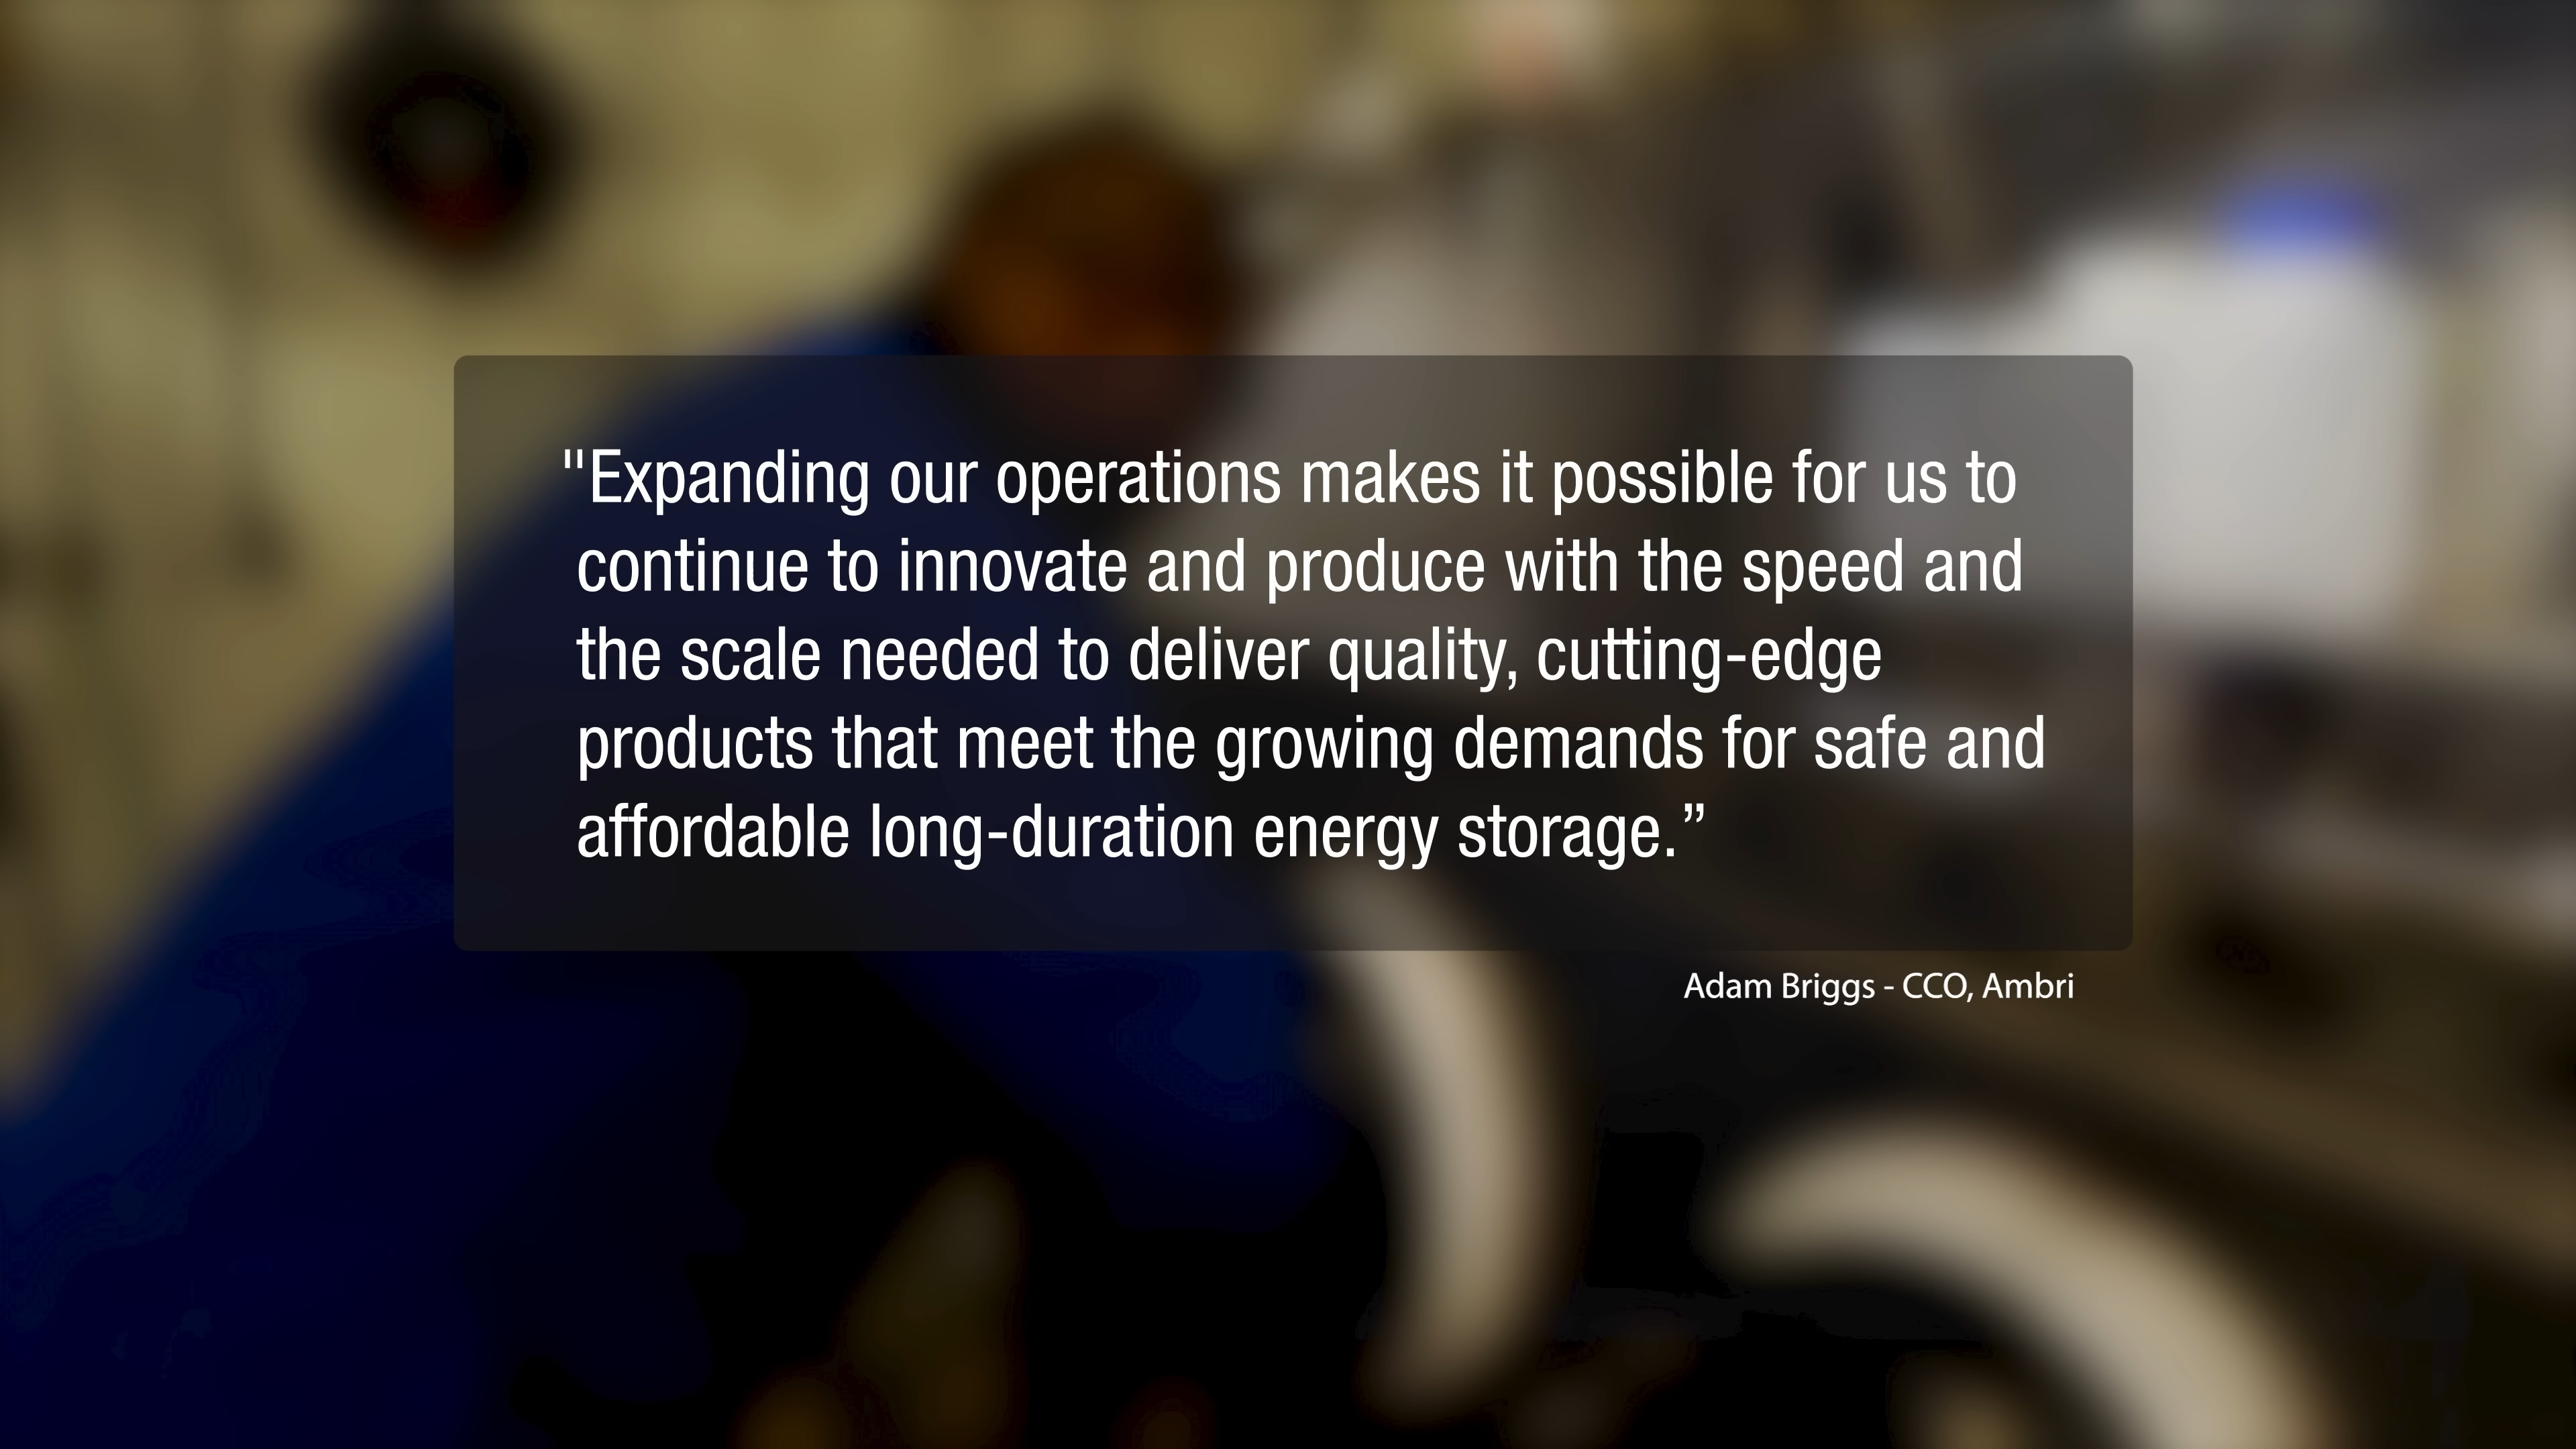 "Expanding our operations makes it possible for us to
continue to innovate and produce with the speed and
the scale needed to deliver quality, cutting-edge
products that meet the growing demands for safe and
affordable long-duration energy storage.”
Adam Briggs - CCO, Ambri